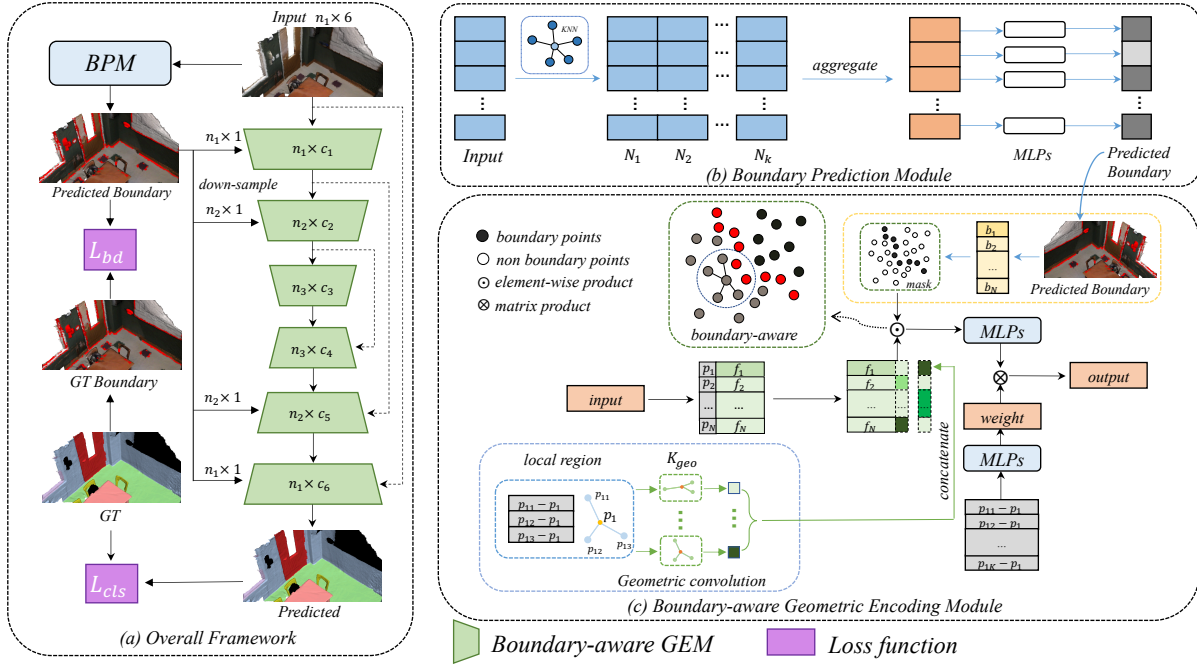 Input n₁ × 6
BPM
n₁ × 1
n₁ × c₁
Predicted Boundary
down-sample
n₂ × 1
n₂ × c₂
L_bd
n₃ × c₃
n₃ × c₄
GT Boundary
n₂ × 1
n₂ × c₅
n₁ × 1
n₁ × c₆
GT
L_cls
Predicted
(a) Overall Framework
KNN
...
...
aggregate
...
Input
N₁
N₂
N_k
MLPs
Predicted Boundary
(b) Boundary Prediction Module
boundary points
non boundary points
element-wise product
matrix product
boundary-aware
mask
b₁
b₂
...
b_N
Predicted Boundary
MLPs
input
p₁ f₁
p₂ f₂
... ...
p_N f_N
f₁
f₂
...
f_N
output
weight
MLPs
concatenate
local region
K_geo
p₁₁ − p₁
p₁₂ − p₁
p₁₃ − p₁
p₁₁
p₁
p₁₂
p₁₃
Geometric convolution
p₁₁ − p₁
p₁₂ − p₁
...
p₁K − p₁
(c) Boundary-aware Geometric Encoding Module
Boundary-aware GEM
Loss function